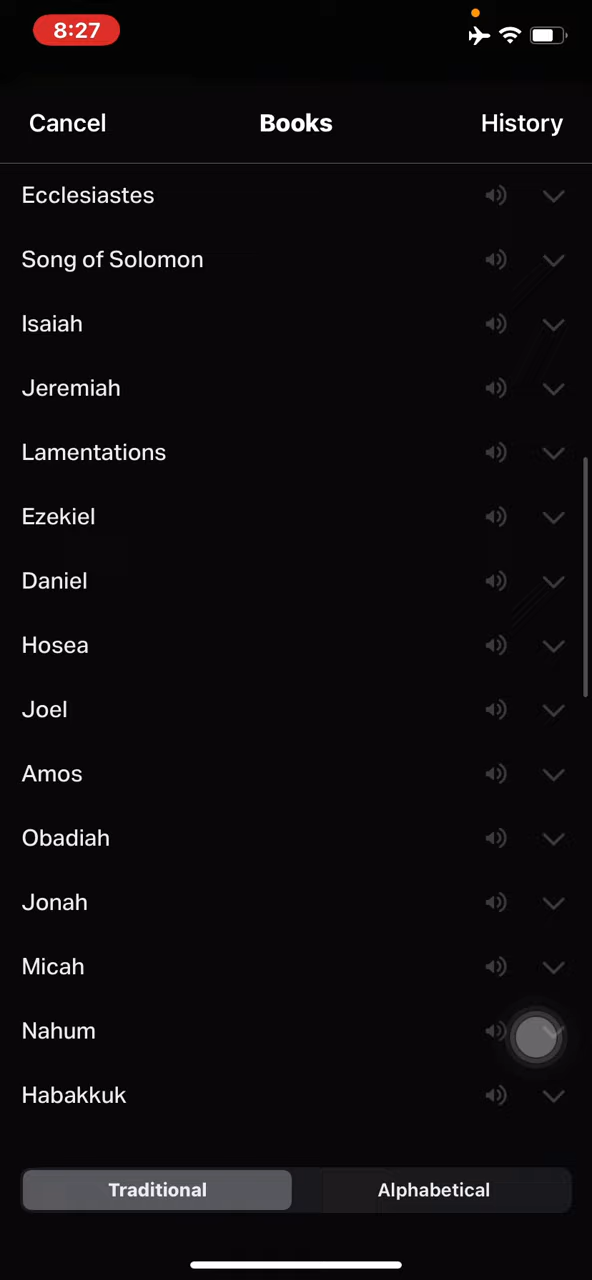 8:27
Cancel Books History
Ecclesiastes
Song of Solomon
Isaiah
Jeremiah
Lamentations
Ezekiel
Daniel
Hosea
Joel
Amos
Obadiah
Jonah
Micah
Nahum
Habakkuk
Traditional Alphabetical